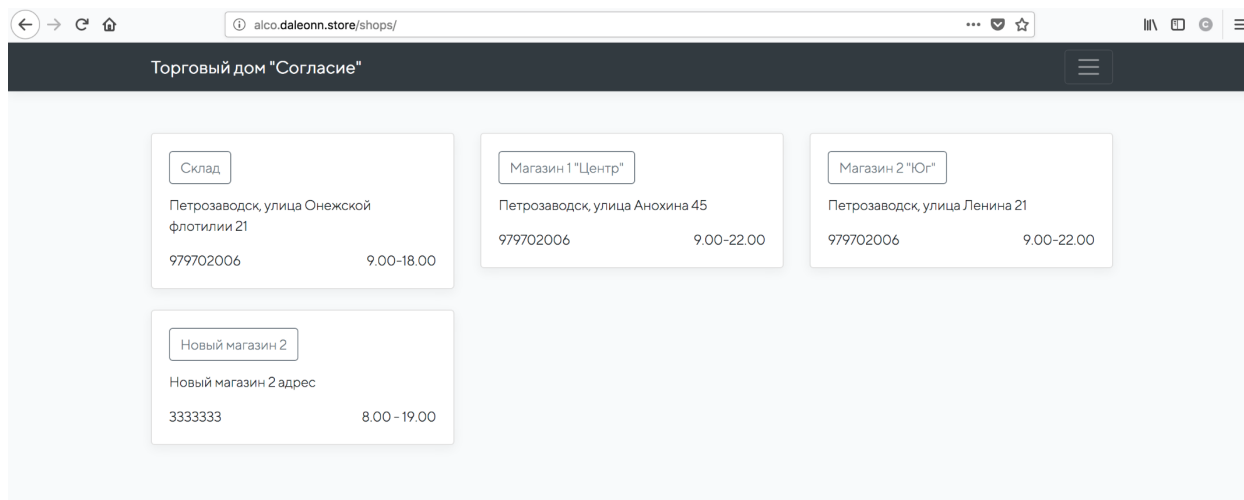 alco.daleonn.store/shops/
Торговый дом "Согласие"
Склад
Петрозаводск, улица Онежской
флотилии 21
979702006 9.00-18.00
Магазин 1 "Центр"
Петрозаводск, улица Анохина 45
979702006 9.00-22.00
Магазин 2 "Юг"
Петрозаводск, улица Ленина 21
979702006 9.00-22.00
Новый магазин 2
Новый магазин 2 адрес
3333333 8.00 - 19.00